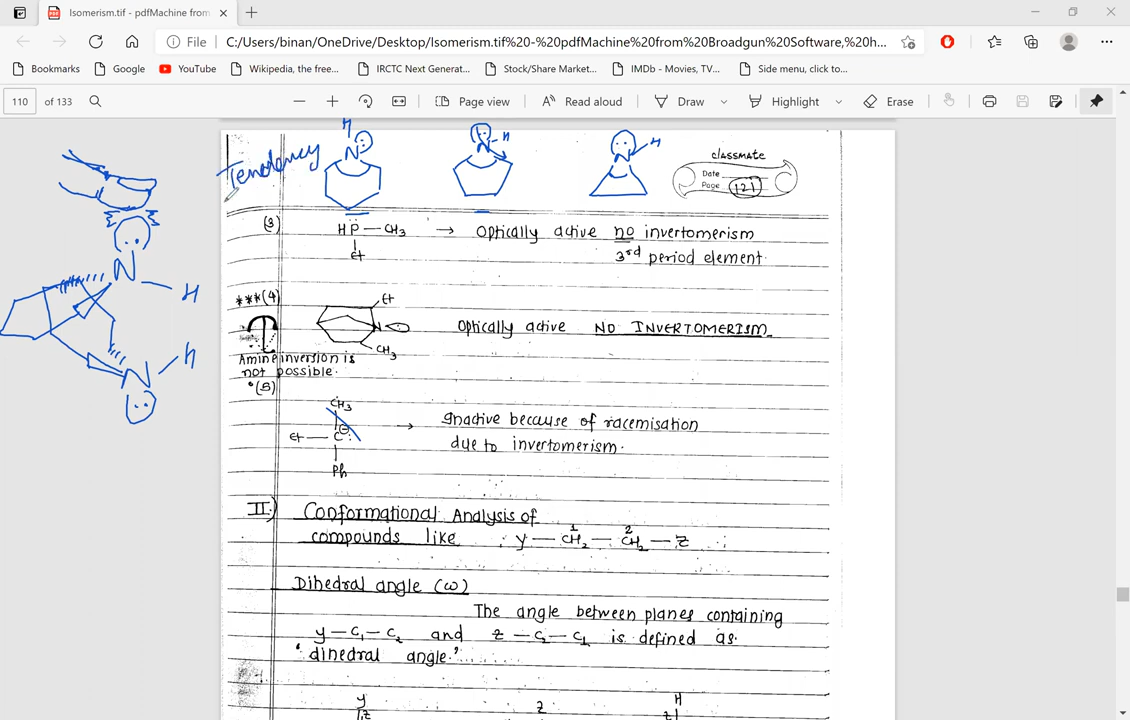 Isomerism.tif - pdfMachine from
File
C:/Users/binan/OneDrive/Desktop/Isomerism.tif%20-%20pdfMachine%20from%20Broadgun%20Software,%20h...
Bookmarks
Google
YouTube
Wikipedia, the free...
IRCTC Next Generat...
Stock/Share Market...
IMDb - Movies, TV...
Side menu, click to...
110 of 133
Page view
Read aloud
Draw
Highlight
Erase
Tendency
H
N
N-H
N H
classmate
Date
Page 121
N H
N H
(3)
HP — CH3 → Optically active no invertomerism
Et
3rd period element.
***(4)
Et
N
CH3
Optically active NO INVERTOMERISM.
Amine inversion is
not possible.
*(5)
CH3
Et — C:
Ph
→ Inactive because of racemisation
due to invertomerism.
II.) Conformational Analysis of
compounds like y — CH2 — CH2 — Z
1 2
Dihedral angle (ω)
The angle between planes containing
y — C1 — C2 and z — C2 — C1 is defined as
"dihedral angle."
y
z
z
H
z